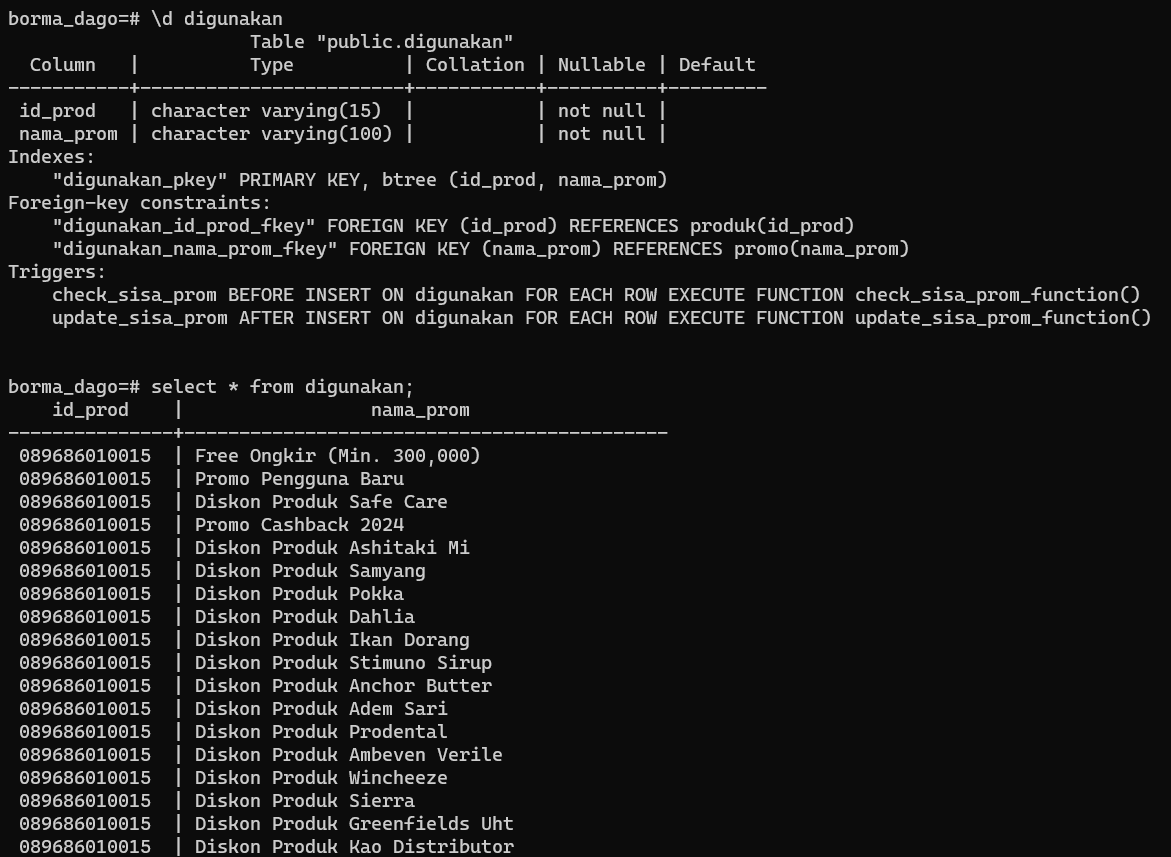 borma_dago=# \d digunakan
                      Table "public.digunakan"
  Column   |          Type          | Collation | Nullable | Default
-----------+------------------------+-----------+----------+---------
 id_prod   | character varying(15)  |           | not null |
 nama_prom | character varying(100) |           | not null |
Indexes:
    "digunakan_pkey" PRIMARY KEY, btree (id_prod, nama_prom)
Foreign-key constraints:
    "digunakan_id_prod_fkey" FOREIGN KEY (id_prod) REFERENCES produk(id_prod)
    "digunakan_nama_prom_fkey" FOREIGN KEY (nama_prom) REFERENCES promo(nama_prom)
Triggers:
    check_sisa_prom BEFORE INSERT ON digunakan FOR EACH ROW EXECUTE FUNCTION check_sisa_prom_function()
    update_sisa_prom AFTER INSERT ON digunakan FOR EACH ROW EXECUTE FUNCTION update_sisa_prom_function()
borma_dago=# select * from digunakan;
    id_prod    |                 nama_prom
---------------+--------------------------------------------
 089686010015  | Free Ongkir (Min. 300,000)
 089686010015  | Promo Pengguna Baru
 089686010015  | Diskon Produk Safe Care
 089686010015  | Promo Cashback 2024
 089686010015  | Diskon Produk Ashitaki Mi
 089686010015  | Diskon Produk Samyang
 089686010015  | Diskon Produk Pokka
 089686010015  | Diskon Produk Dahlia
 089686010015  | Diskon Produk Ikan Dorang
 089686010015  | Diskon Produk Stimuno Sirup
 089686010015  | Diskon Produk Anchor Butter
 089686010015  | Diskon Produk Adem Sari
 089686010015  | Diskon Produk Prodental
 089686010015  | Diskon Produk Ambeven Verile
 089686010015  | Diskon Produk Wincheeze
 089686010015  | Diskon Produk Sierra
 089686010015  | Diskon Produk Greenfields Uht
 089686010015  | Diskon Produk Kao Distributor